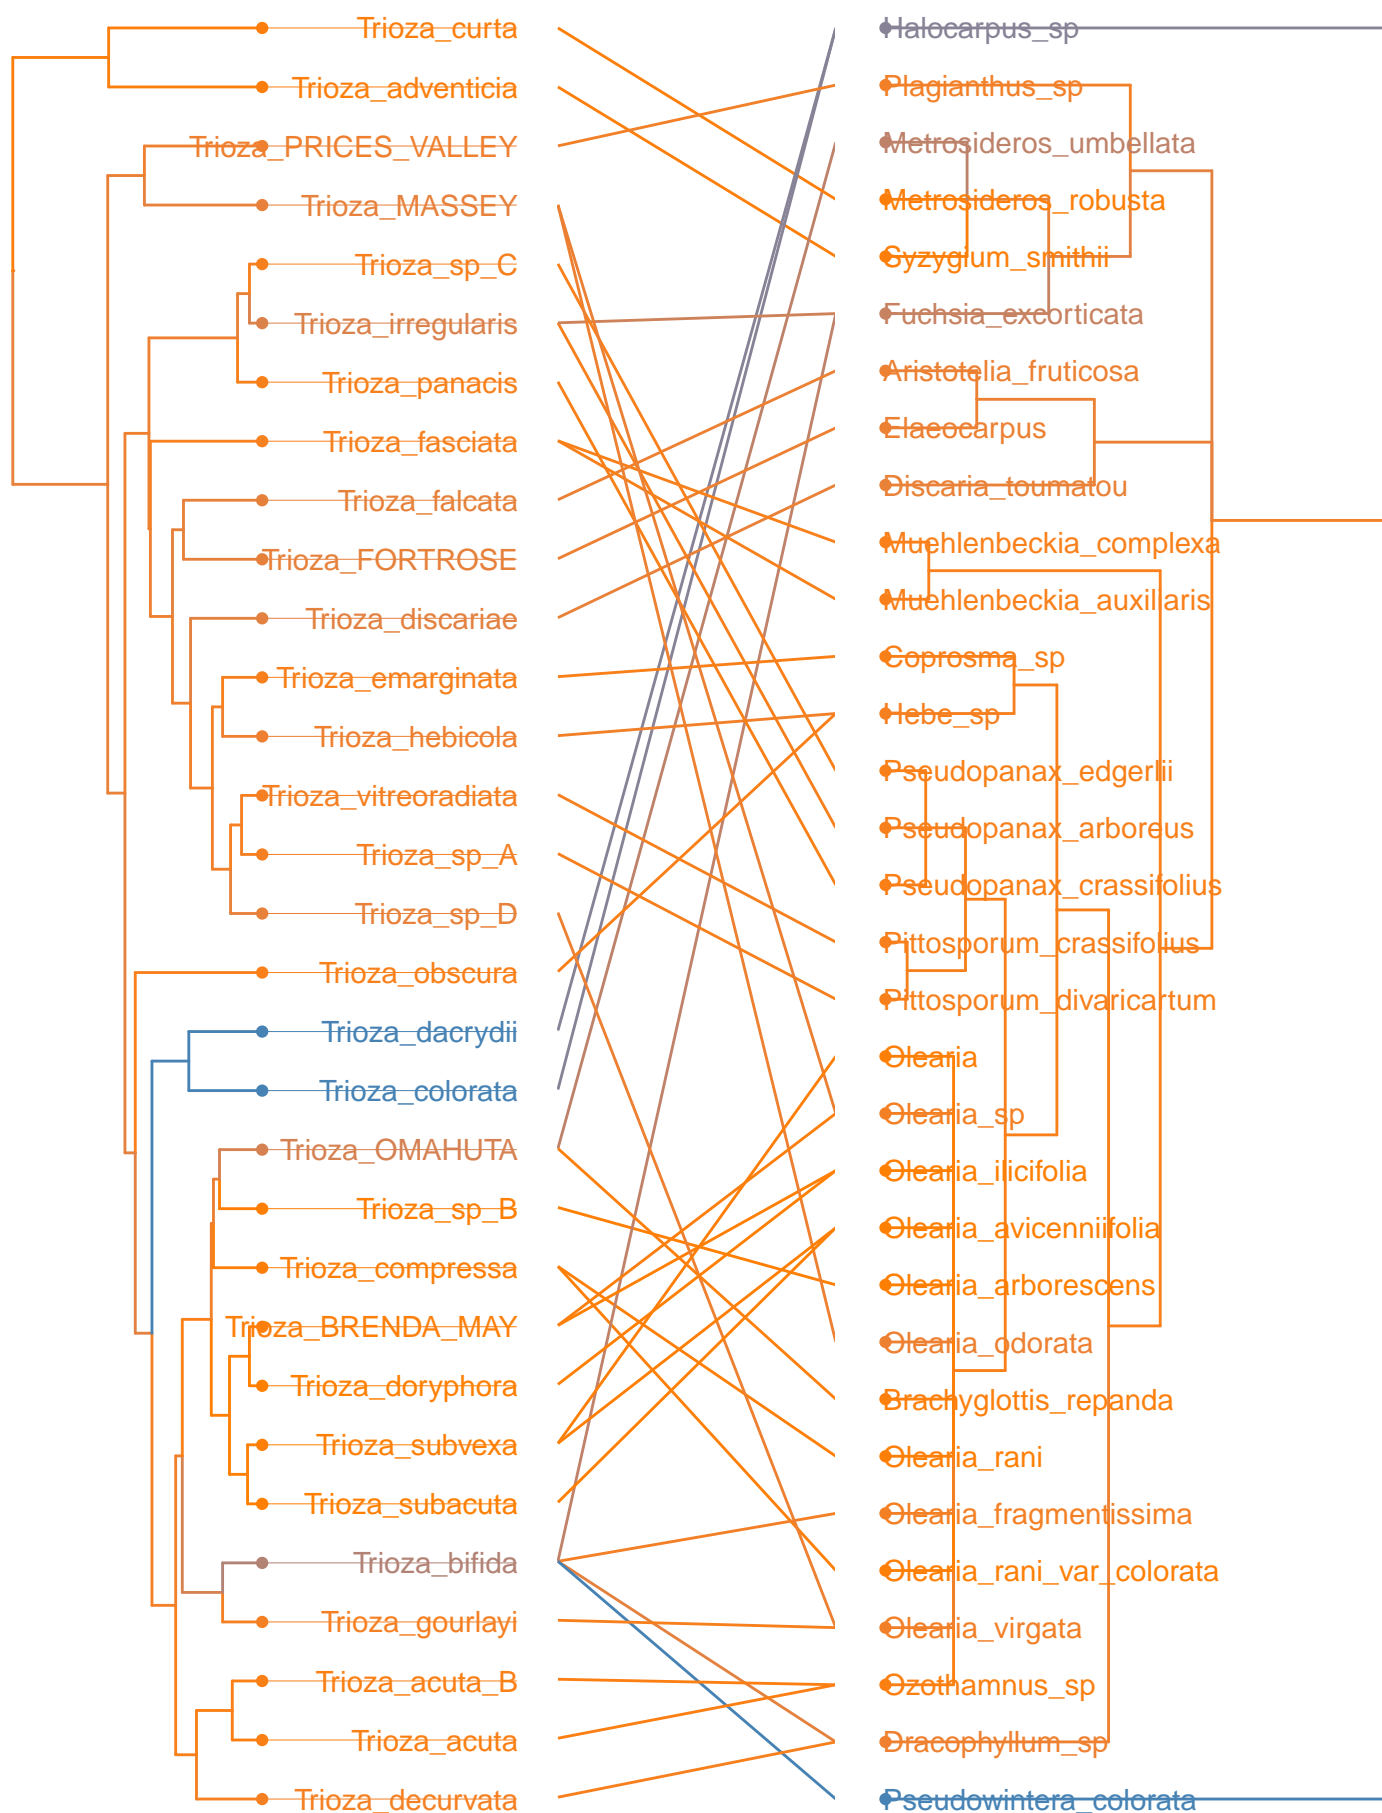 Trioza_curta
Trioza_adventicia
Trioza_PRICES_VALLEY
Trioza_MASSEY
Trioza_sp_C
Trioza_irregularis
Trioza_panacis
Trioza_fasciata
Trioza_falcata
Trioza_FORTROSE
Trioza_discariae
Trioza_emarginata
Trioza_hebicola
Trioza_vitreoradiata
Trioza_sp_A
Trioza_sp_D
Trioza_obscura
Trioza_dacrydii
Trioza_colorata
Trioza_OMAHUTA
Trioza_sp_B
Trioza_compressa
Trioza_BRENDA_MAY
Trioza_doryphora
Trioza_subvexa
Trioza_subacuta
Trioza_bifida
Trioza_gourlayi
Trioza_acuta_B
Trioza_acuta
Trioza_decurvata
Halocarpus_sp
Plagianthus_sp
Metrosideros_umbellata
Metrosideros_robusta
Syzygium_smithii
Fuchsia_excorticata
Aristotelia_fruticosa
Elaeocarpus
Discaria_toumatou
Muehlenbeckia_complexa
Muehlenbeckia_auxiliaris
Coprosma_sp
Hebe_sp
Pseudopanax_edgerlii
Pseudopanax_arboreus
Pseudopanax_crassifolius
Pittosporum_crassifolius
Pittosporum_divaricartum
Olearia
Olearia_sp
Olearia_ilicifolia
Olearia_avicenniifolia
Olearia_arborescens
Olearia_odorata
Brachyglottis_repanda
Olearia_rani
Olearia_fragmentissima
Olearia_rani_var_colorata
Olearia_virgata
Ozothamnus_sp
Dracophyllum_sp
Pseudowintera_colorata